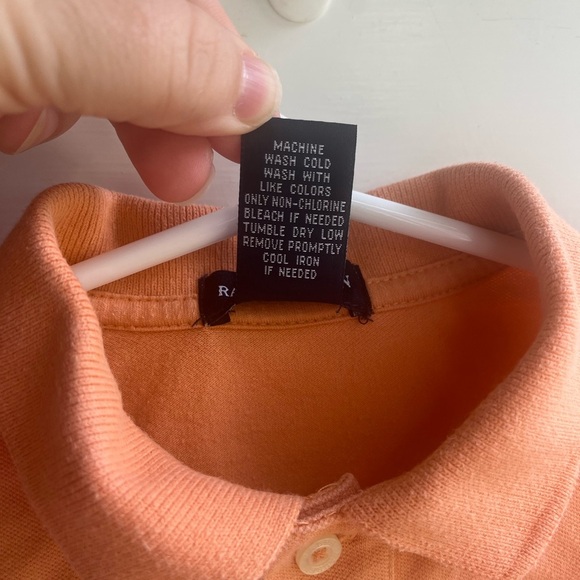 MACHINE
WASH COLD
WASH WITH
LIKE COLORS
ONLY NON-CHLORINE
BLEACH IF NEEDED
TUMBLE DRY LOW
REMOVE PROMPTLY
COOL IRON
IF NEEDED